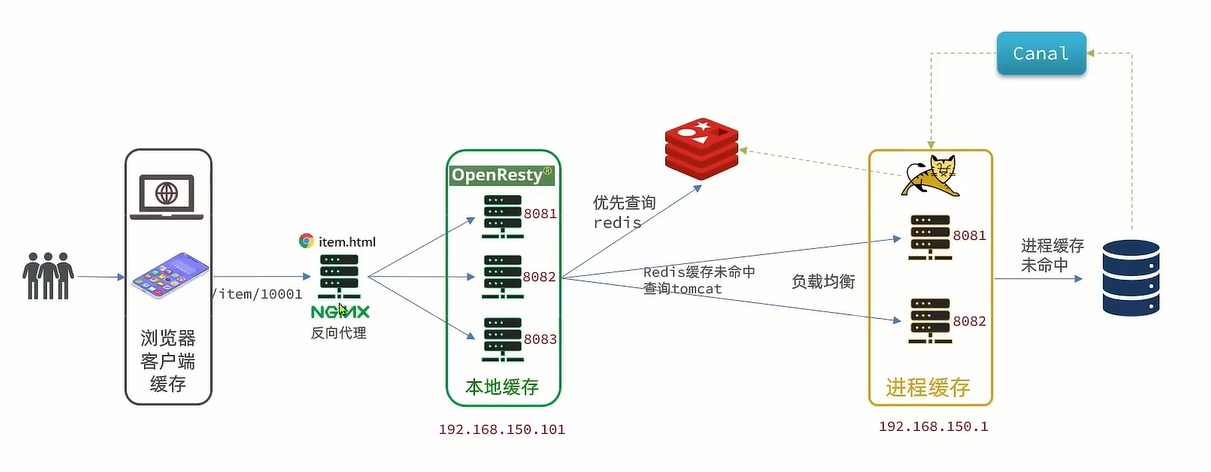 Canal
OpenResty®
优先查询
redis
8081
8081
item.html
进程缓存
未命中
Redis缓存未命中
查询tomcat
负载均衡
8082
/item/10001
NGINX
反向代理
8082
浏览器
客户端
缓存
8083
本地缓存
进程缓存
192.168.150.101
192.168.150.1